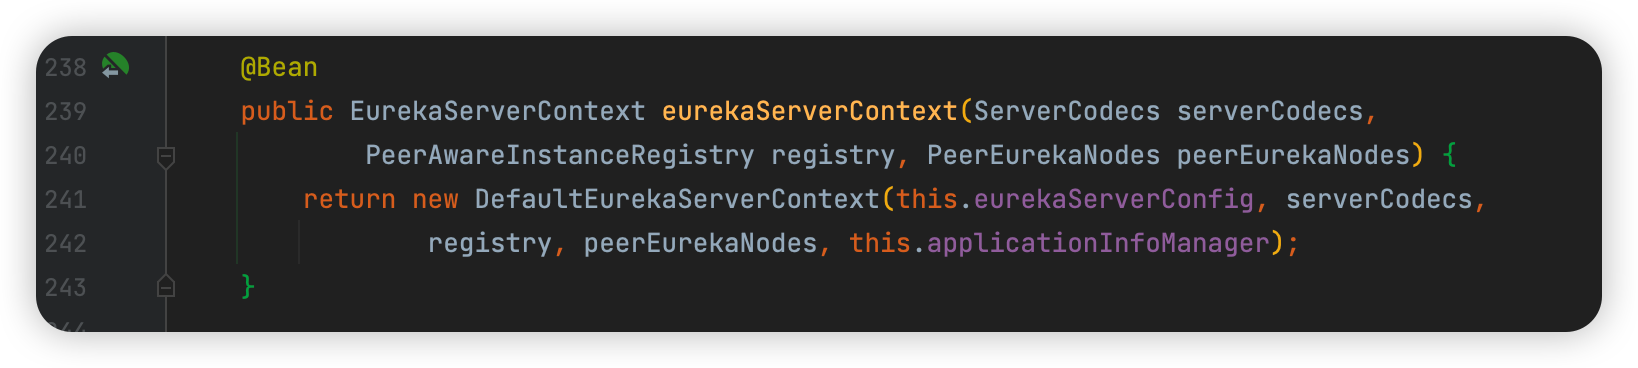 238 @Bean
239 public EurekaServerContext eurekaServerContext(ServerCodecs serverCodecs,
240 PeerAwareInstanceRegistry registry, PeerEurekaNodes peerEurekaNodes) {
241 return new DefaultEurekaServerContext(this.eurekaServerConfig, serverCodecs,
242 registry, peerEurekaNodes, this.applicationInfoManager);
243 }